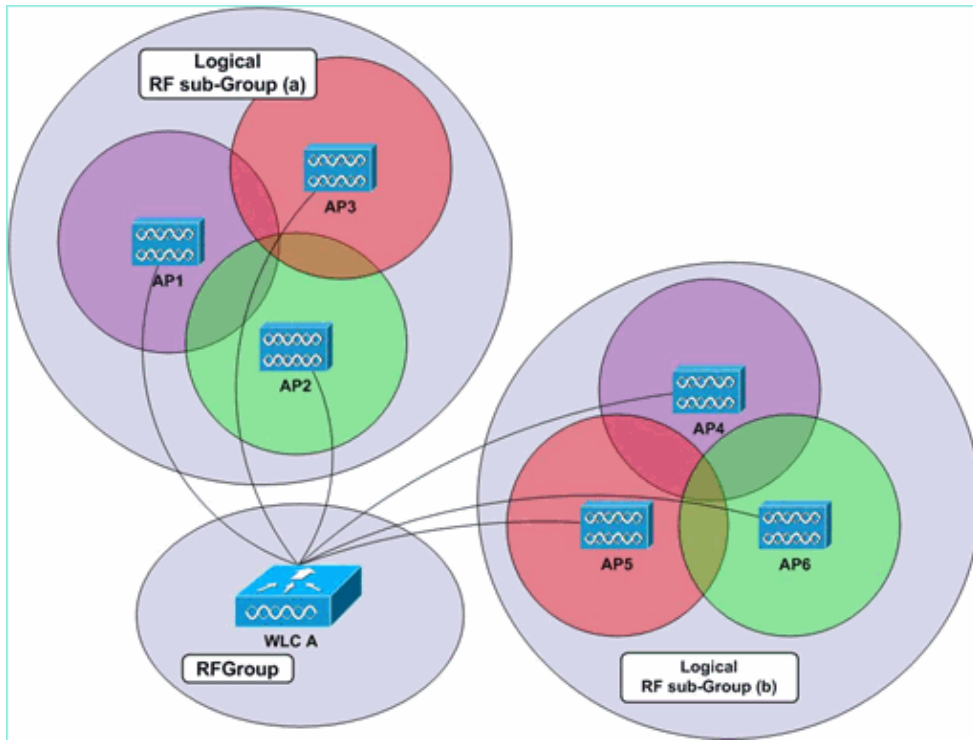 Logical
RF sub-Group (a)
AP3
AP1
AP2
AP4
AP5
AP6
WLC A
RFGroup
Logical
RF sub-Group (b)